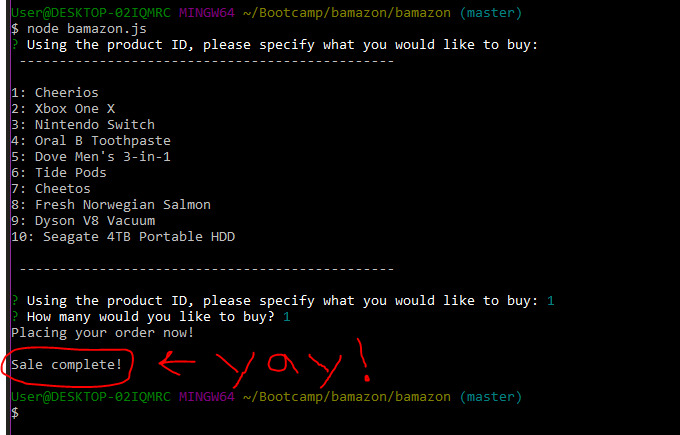 User@DESKTOP-02IQMRC MINGW64 ~/Bootcamp/bamazon/bamazon (master)
$ node bamazon.js
? Using the product ID, please specify what you would like to buy:
-----------------------------------------------
1: Cheerios
2: Xbox One X
3: Nintendo Switch
4: Oral B Toothpaste
5: Dove Men's 3-in-1
6: Tide Pods
7: Cheetos
8: Fresh Norwegian Salmon
9: Dyson V8 Vacuum
10: Seagate 4TB Portable HDD
-----------------------------------------------
? Using the product ID, please specify what you would like to buy: 1
? How many would you like to buy? 1
Placing your order now!
Sale complete! ← yay!
User@DESKTOP-02IQMRC MINGW64 ~/Bootcamp/bamazon/bamazon (master)
$